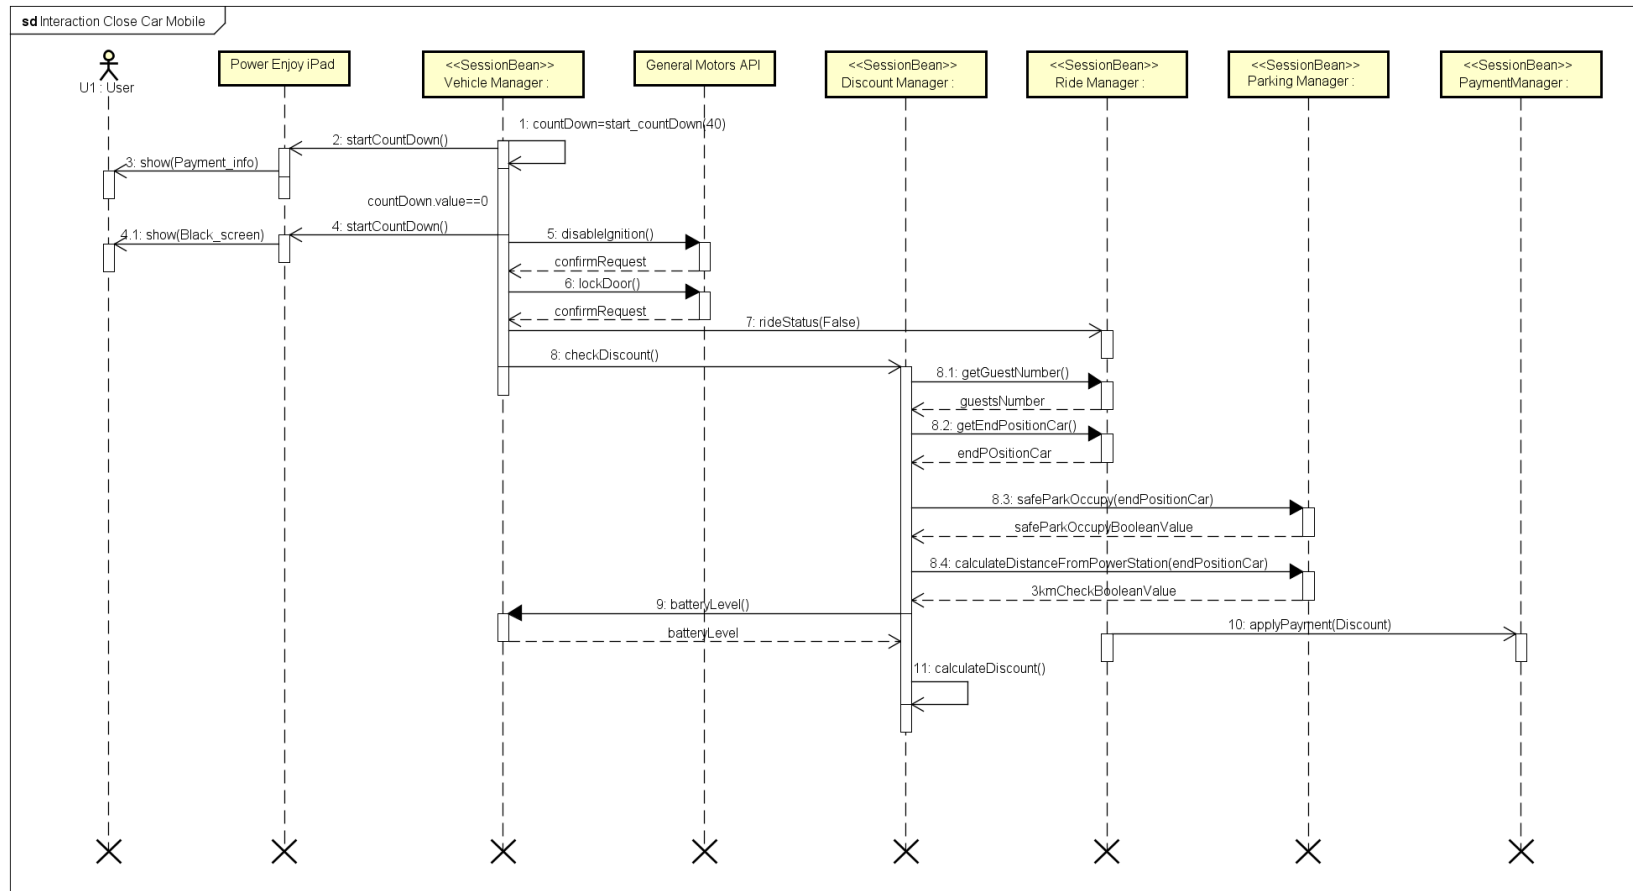 sd Interaction Close Car Mobile
U1 : User
Power Enjoy iPad
<<SessionBean>>
Vehicle Manager :
General Motors API
<<SessionBean>>
Discount Manager :
<<SessionBean>>
Ride Manager :
<<SessionBean>>
Parking Manager :
<<SessionBean>>
PaymentManager :
1: countDown=start_countDown(40)
2: startCountDown()
3: show(Payment_info)
countDown.value==0
4: startCountDown()
4.1: show(Black_screen)
5: disableIgnition()
confirmRequest
6: lockDoor()
confirmRequest
7: rideStatus(False)
8: checkDiscount()
8.1: getGuestNumber()
guestsNumber
8.2: getEndPositionCar()
endPOsitionCar
8.3: safeParkOccupy(endPositionCar)
safeParkOccupyBooleanValue
8.4: calculateDistanceFromPowerStation(endPositionCar)
3kmCheckBooleanValue
9: batteryLevel()
batteryLevel
10: applyPayment(Discount)
11: calculateDiscount()